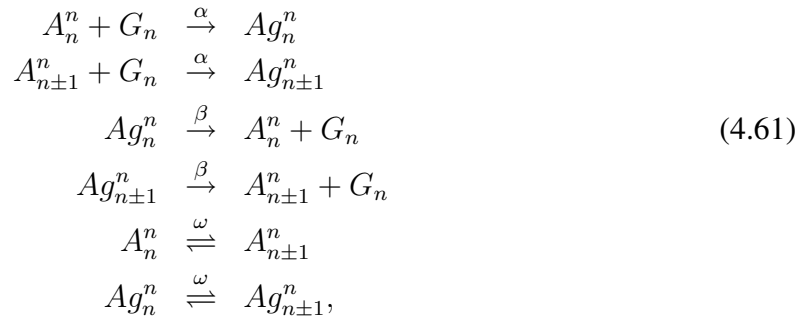 $A_n^n + G_n \xrightarrow{\alpha} Ag_n^n$
$A_{n\pm1}^n + G_n \xrightarrow{\alpha} Ag_{n\pm1}^n$
$Ag_n^n \xrightarrow{\beta} A_n^n + G_n$ (4.61)
$Ag_{n\pm1}^n \xrightarrow{\beta} A_{n\pm1}^n + G_n$
$A_n^n \overset{\omega}{\rightleftharpoons} A_{n\pm1}^n$
$Ag_n^n \overset{\omega}{\rightleftharpoons} Ag_{n\pm1}^n,$